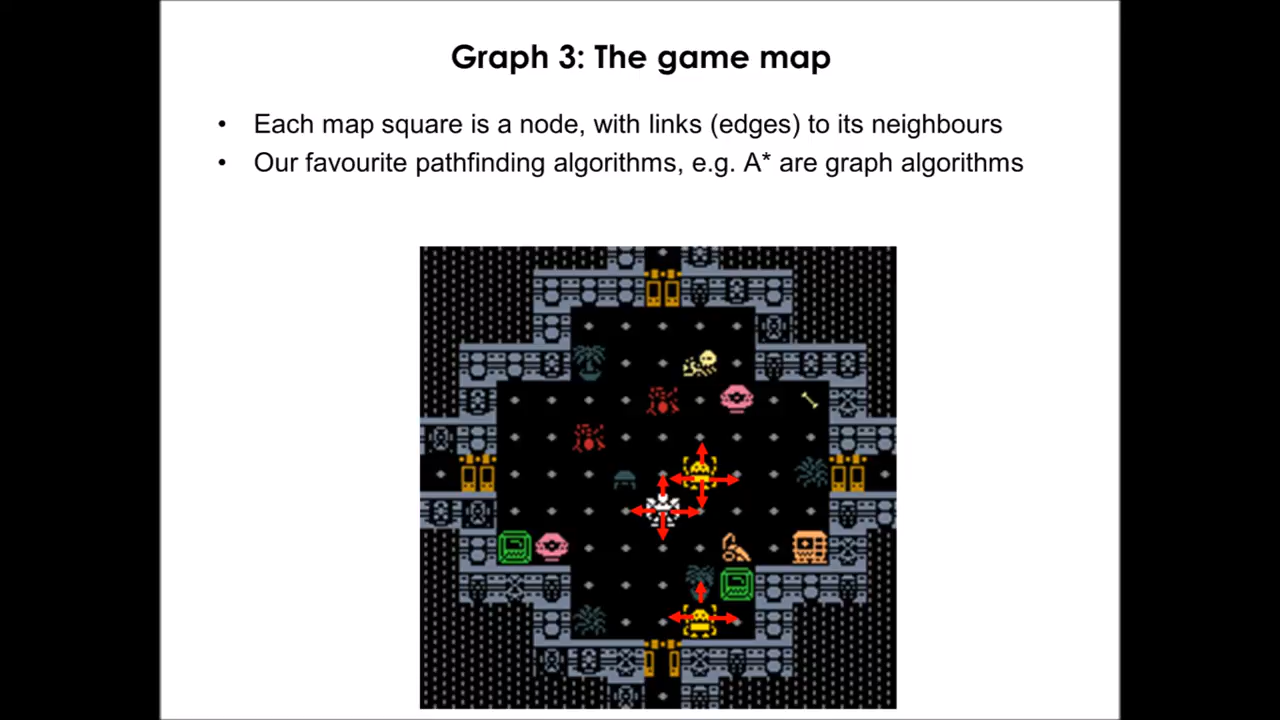 Graph 3: The game map
• Each map square is a node, with links (edges) to its neighbours
• Our favourite pathfinding algorithms, e.g. A* are graph algorithms